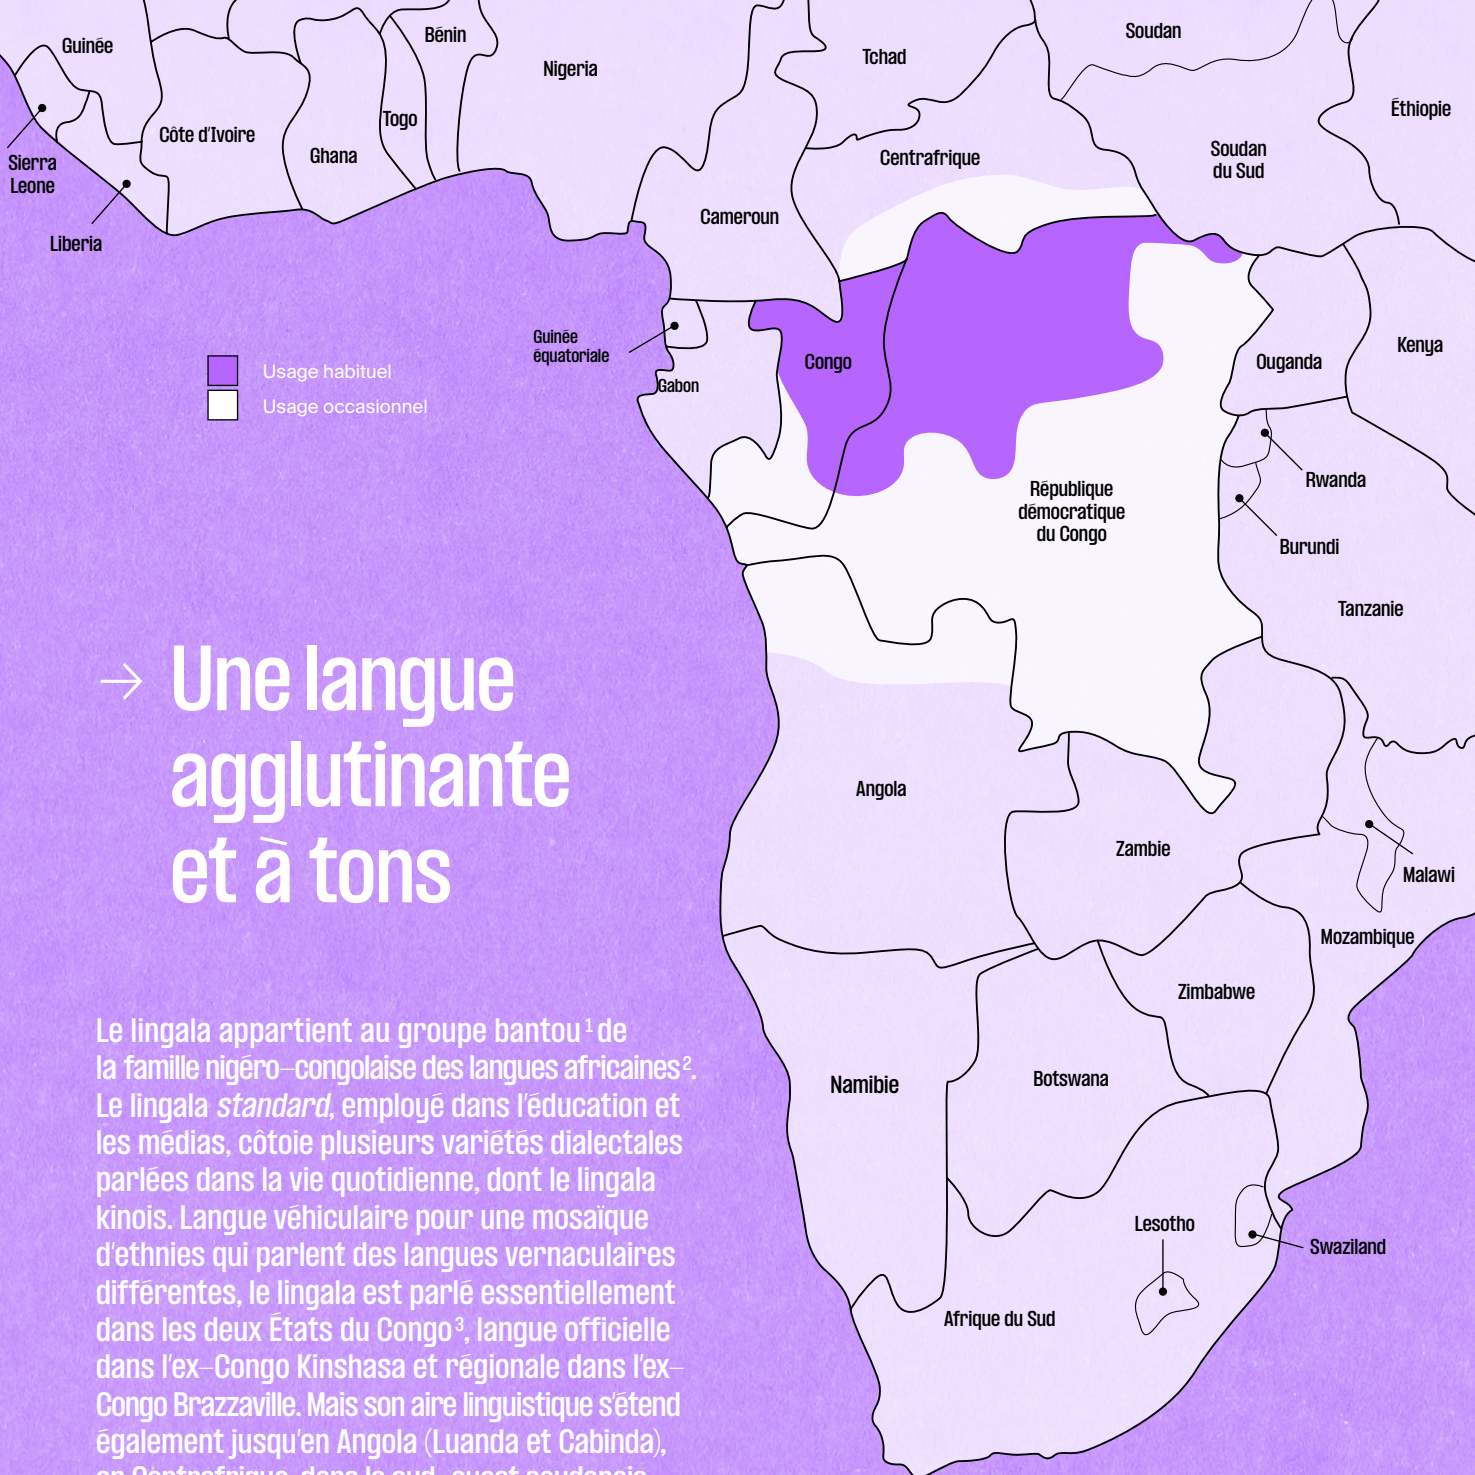 Guinée
Bénin
Nigeria
Tchad
Soudan
Éthiopie
Côte d'Ivoire
Togo
Ghana
Centrafrique
Soudan
du Sud
Sierra
Leone
Liberia
Cameroun
Guinée
équatoriale
Gabon
Congo
Ouganda
Kenya
Usage habituel
Usage occasionnel
République
démocratique
du Congo
Rwanda
Burundi
Tanzanie
Angola
Zambie
Malawi
Mozambique
Zimbabwe
Namibie
Botswana
Lesotho
Swaziland
Afrique du Sud
→ Une langue
agglutinante
et à tons
Le lingala appartient au groupe bantou¹ de
la famille nigéro-congolaise des langues africaines².
Le lingala standard, employé dans l'éducation et
les médias, côtoie plusieurs variétés dialectales
parlées dans la vie quotidienne, dont le lingala
kinois. Langue véhiculaire pour une mosaïque
d'ethnies qui parlent des langues vernaculaires
différentes, le lingala est parlé essentiellement
dans les deux États du Congo³, langue officielle
dans l'ex-Congo Kinshasa et régionale dans l'ex-
Congo Brazzaville. Mais son aire linguistique s'étend
également jusqu'en Angola (Luanda et Cabinda),
en Centrafrique, dans le sud-ouest soudanais